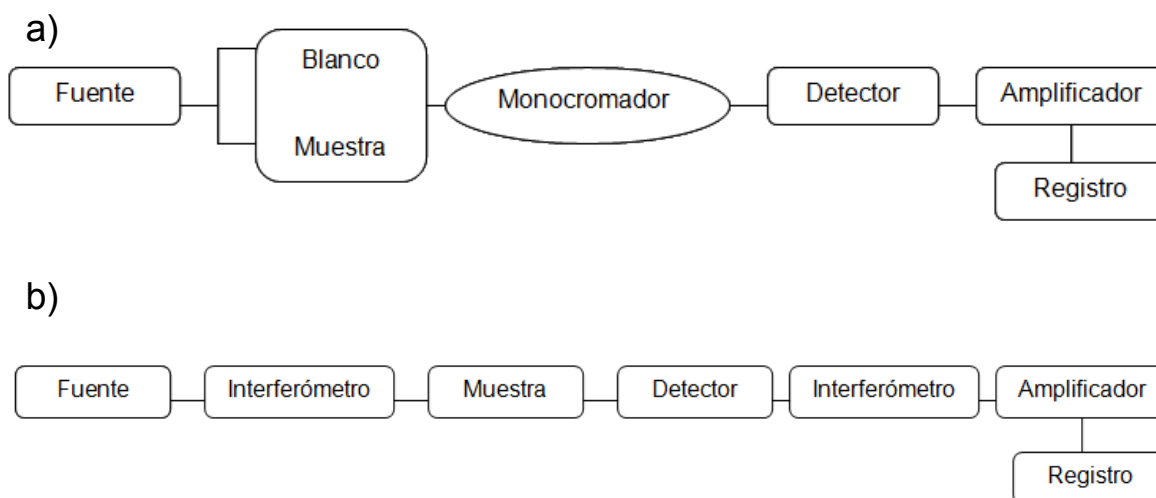 a)
Blanco
Fuente
Monocromador
Detector
Amplificador
Muestra
Registro
b)
Fuente
Interferómetro
Muestra
Detector
Interferómetro
Amplificador
Registro